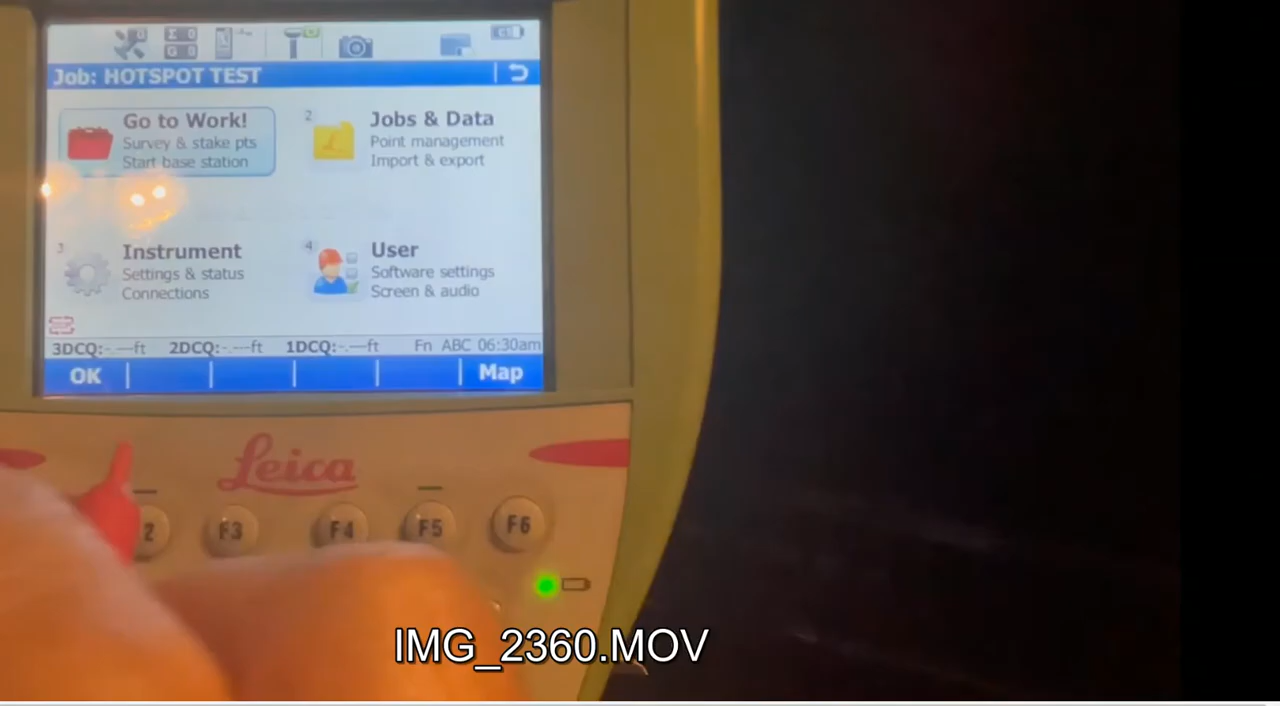 Job: HOTSPOT TEST
Go to Work!
Survey & stake pts
Start base station
2
Jobs & Data
Point management
Import & export
3
Instrument
Settings & status
Connections
4
User
Software settings
Screen & audio
3DCQ:-.---ft 2DCQ:-.---ft 1DCQ:-.---ft Fn ABC 06:30am
OK Map
Leica
2 F3 F4 F5 F6
IMG_2360.MOV